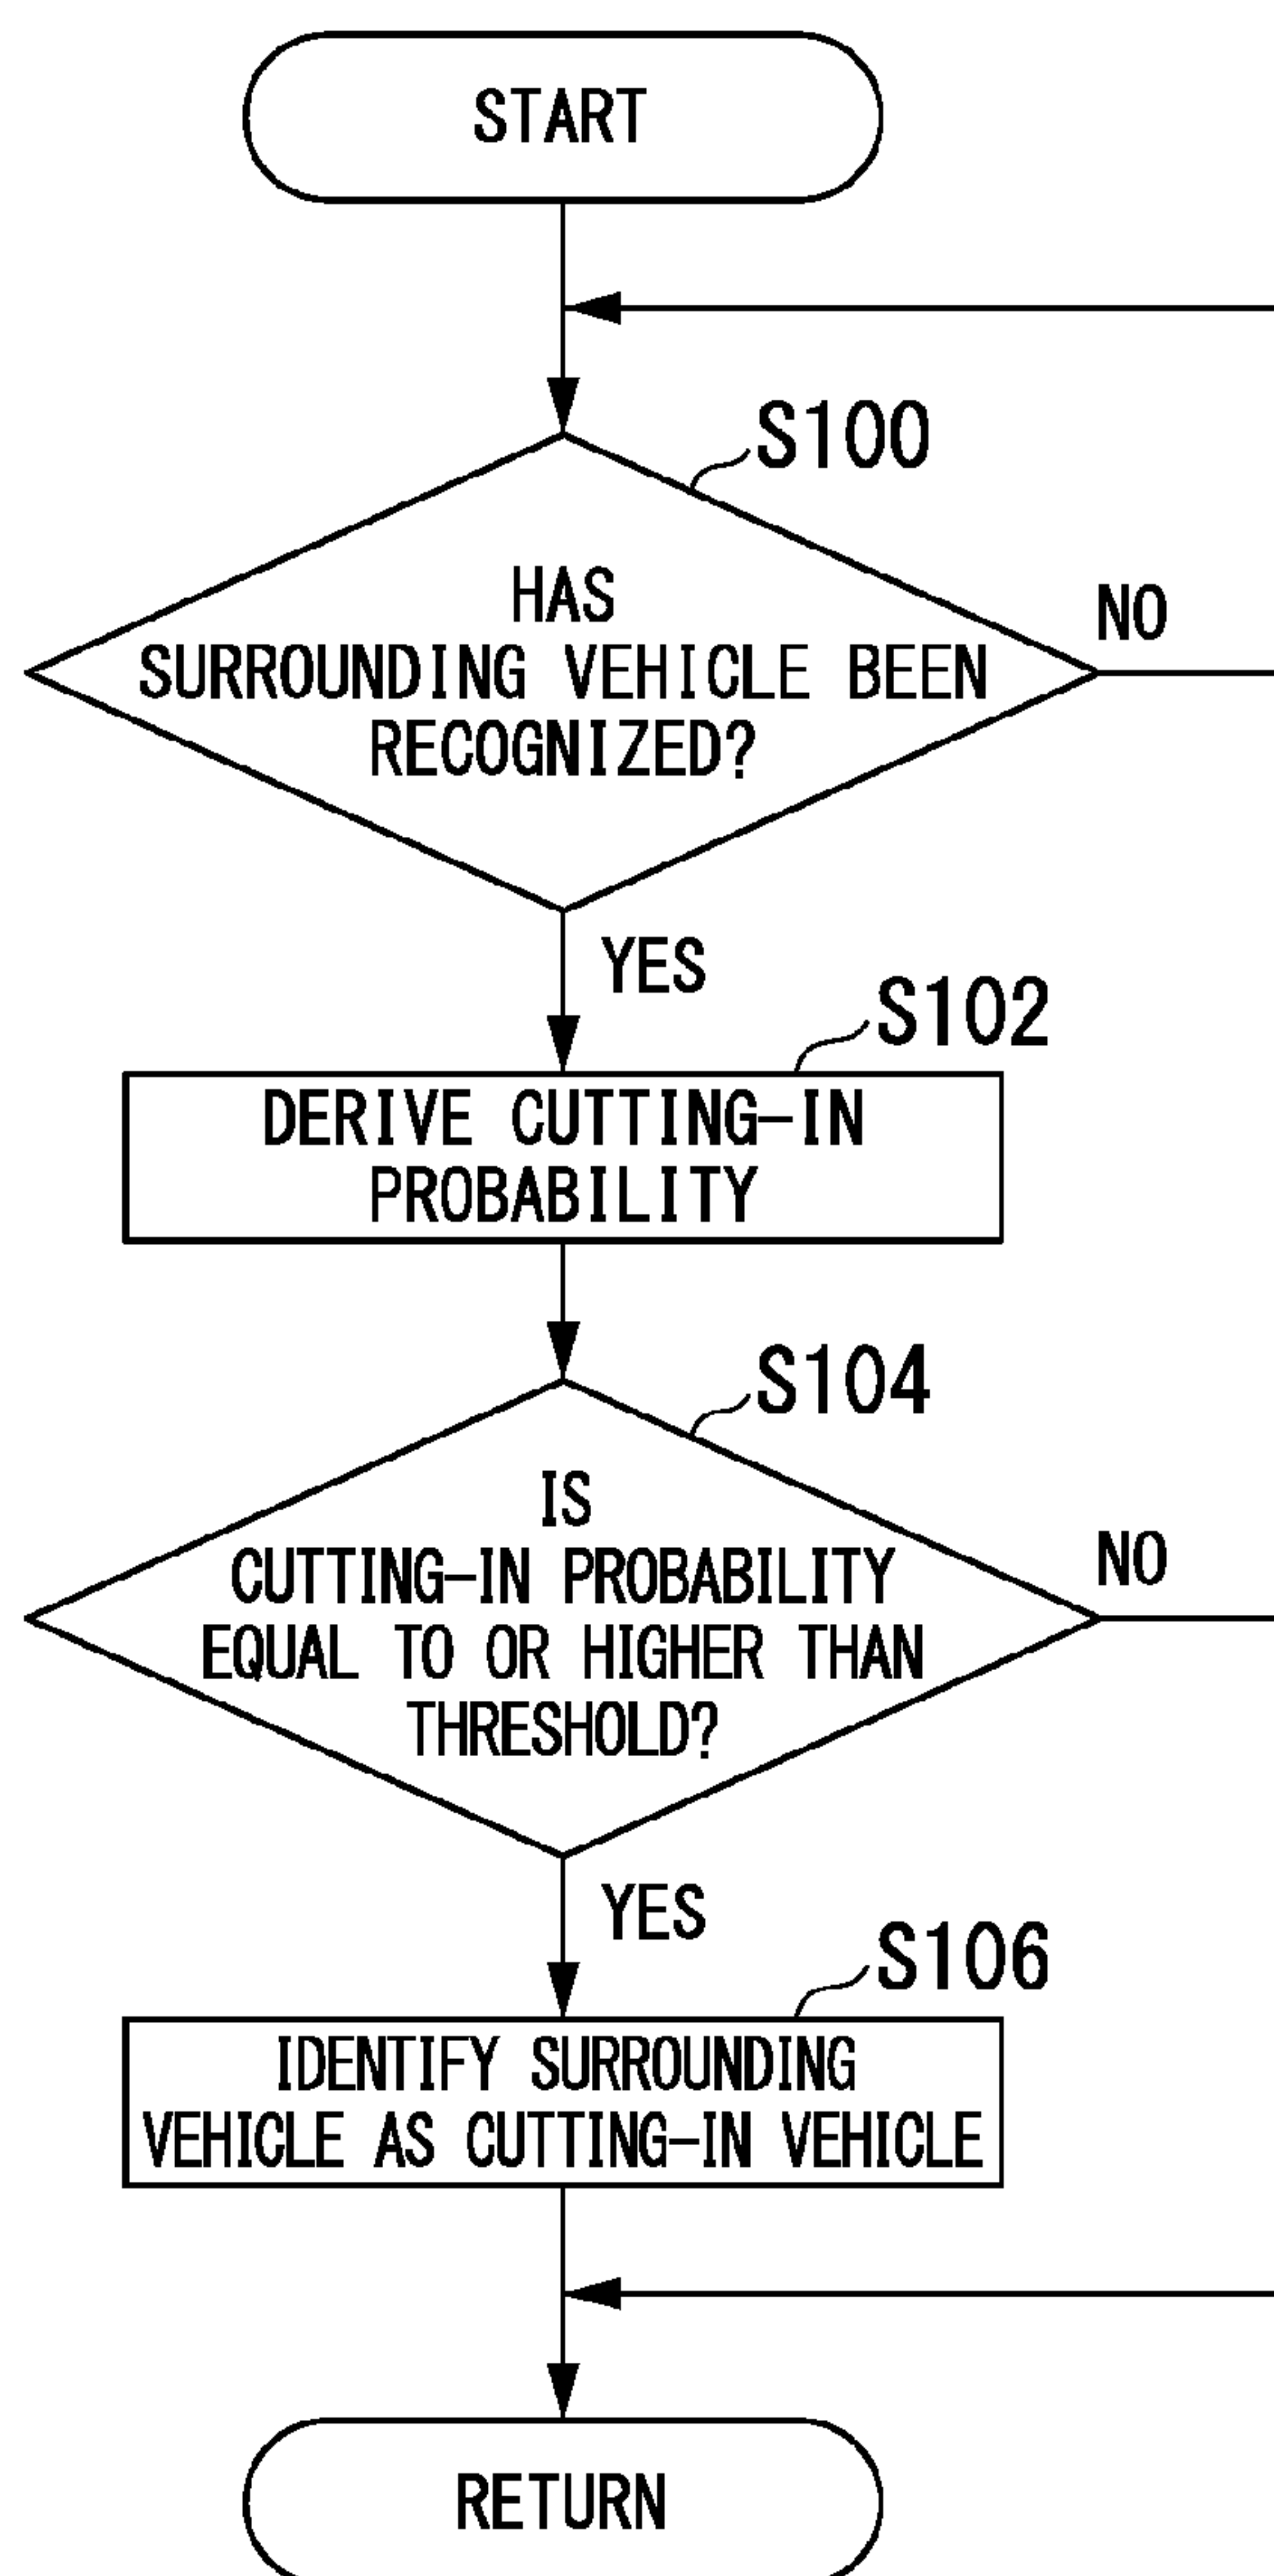 START
S100
HAS
SURROUNDING VEHICLE BEEN
RECOGNIZED?
NO
YES
S102
DERIVE CUTTING-IN
PROBABILITY
S104
IS
CUTTING-IN PROBABILITY
EQUAL TO OR HIGHER THAN
THRESHOLD?
NO
YES
S106
IDENTIFY SURROUNDING
VEHICLE AS CUTTING-IN VEHICLE
RETURN